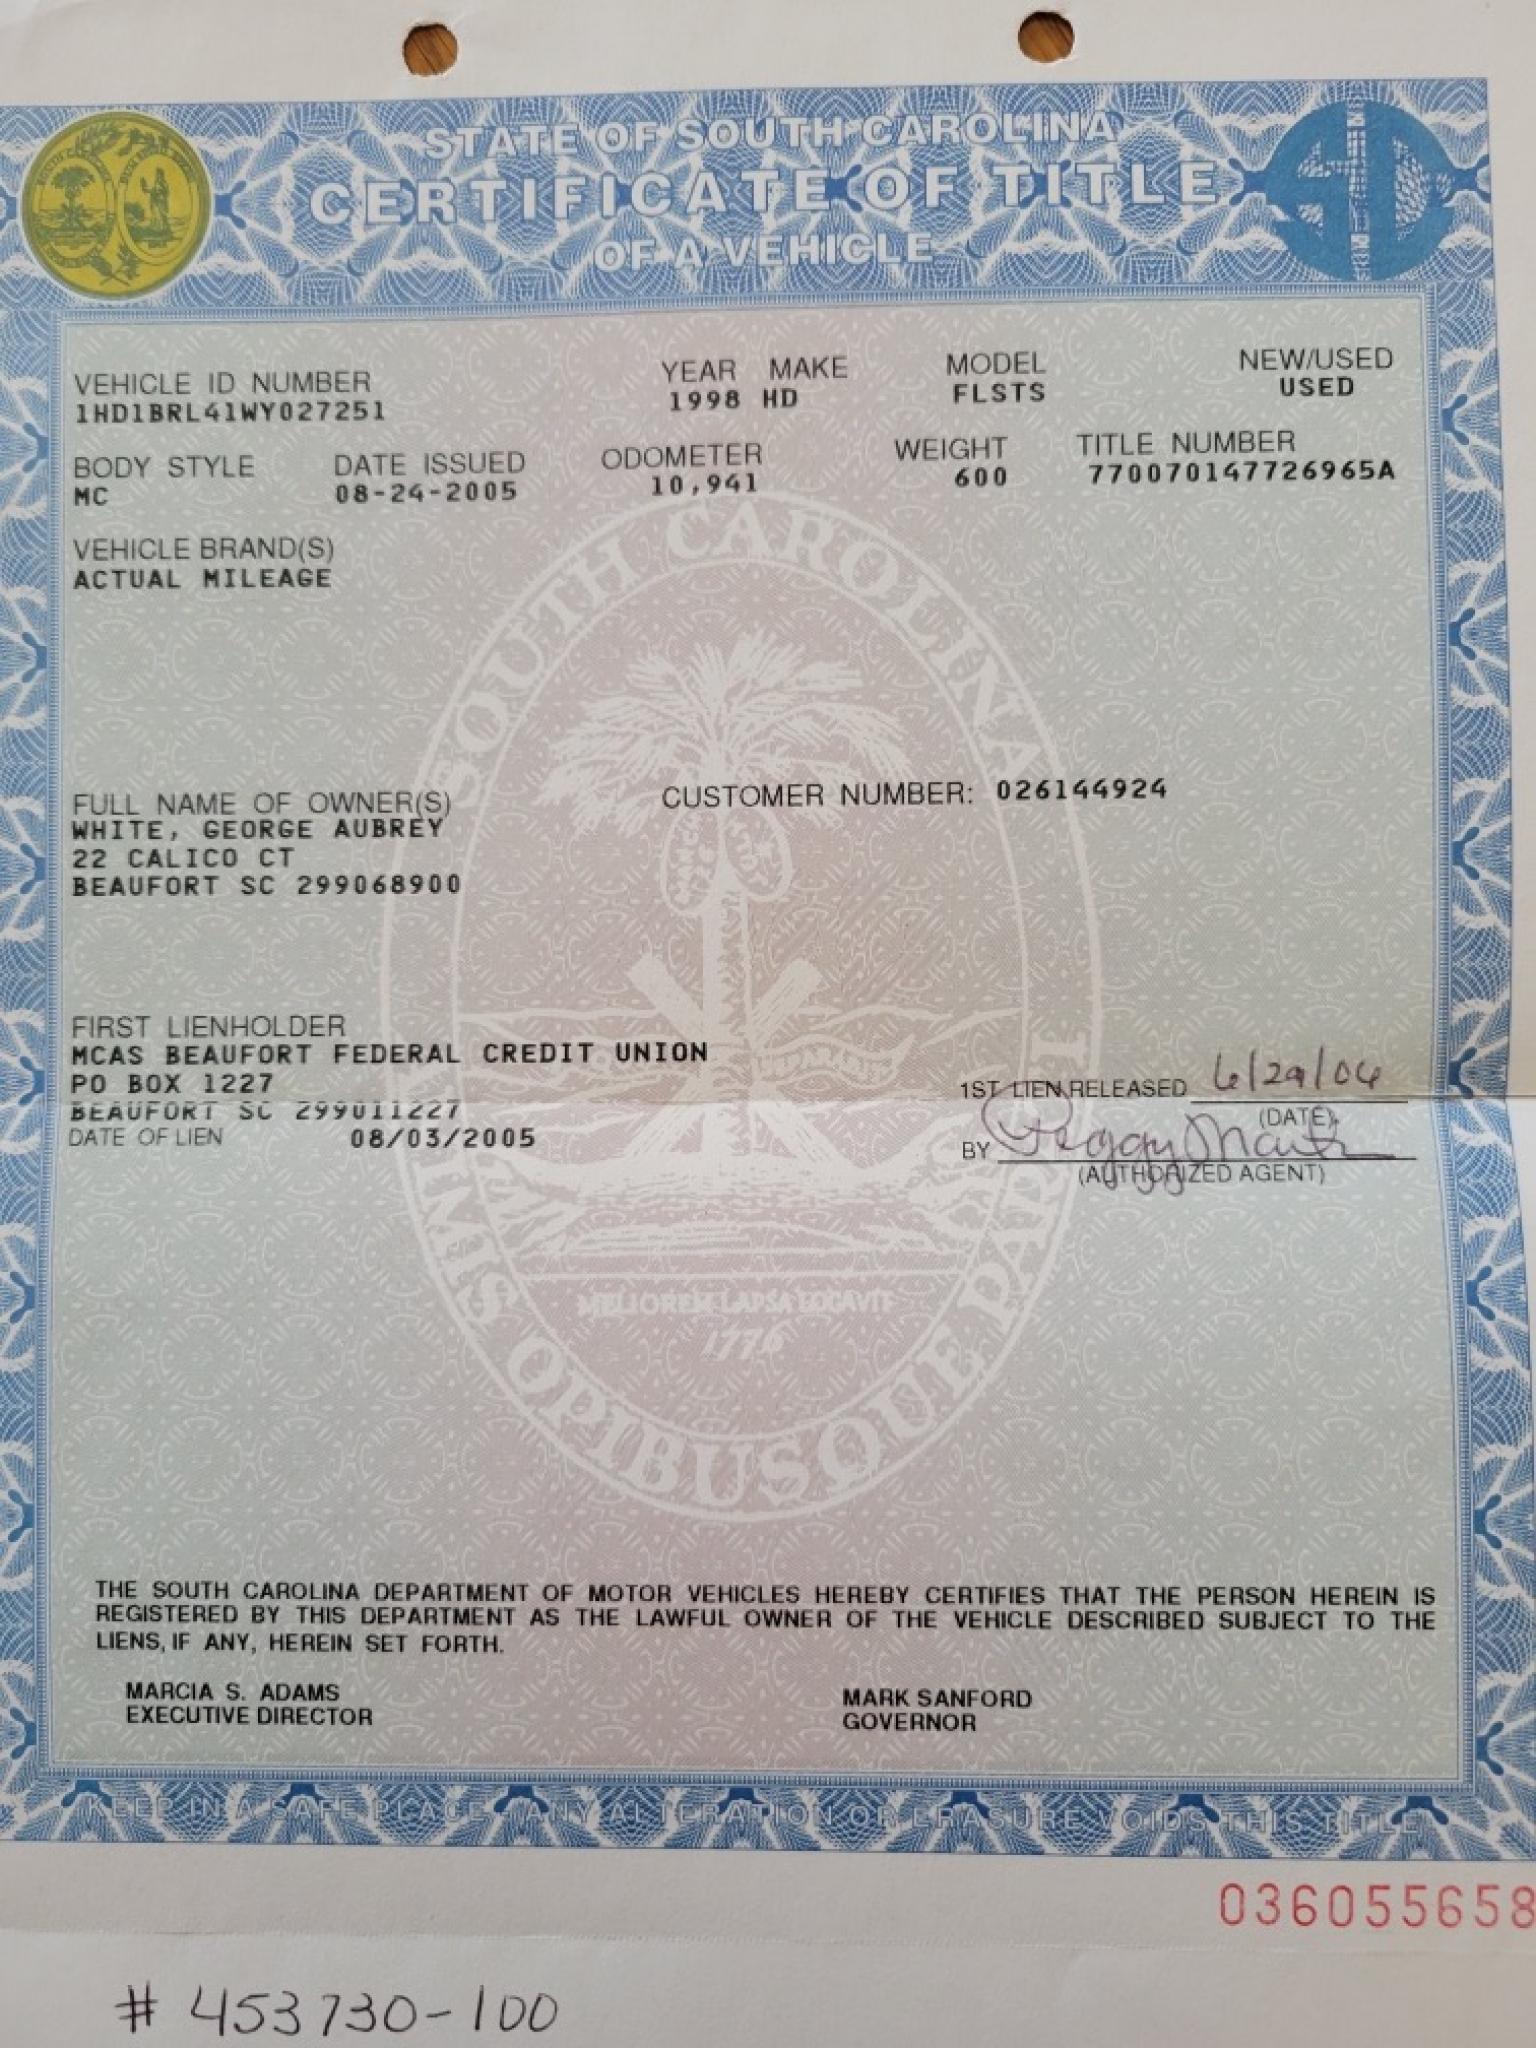 STATE OF SOUTH CAROLINA
CERTIFICATE OF TITLE
OF A VEHICLE
VEHICLE ID NUMBER YEAR MAKE MODEL NEW/USED
1HD1BRL41WY027251 1998 HD FLSTS USED
BODY STYLE DATE ISSUED ODOMETER WEIGHT TITLE NUMBER
MC 08-24-2005 10,941 600 770070147726965A
VEHICLE BRAND(S)
ACTUAL MILEAGE
SOUTH CAROLINA
FULL NAME OF OWNER(S) CUSTOMER NUMBER: 026144924
WHITE, GEORGE AUBREY
22 CALICO CT
BEAUFORT SC 299068900
FIRST LIENHOLDER
MCAS BEAUFORT FEDERAL CREDIT UNION
PO BOX 1227 1ST LIEN RELEASED 6/29/06
BEAUFORT SC 299011227 (DATE)
DATE OF LIEN 08/03/2005 BY Peggy
(AUTHORIZED AGENT)
MELIOREM LAPSA LOCAVIT
1776
OPIBUSQUE
THE SOUTH CAROLINA DEPARTMENT OF MOTOR VEHICLES HEREBY CERTIFIES THAT THE PERSON HEREIN IS
REGISTERED BY THIS DEPARTMENT AS THE LAWFUL OWNER OF THE VEHICLE DESCRIBED SUBJECT TO THE
LIENS, IF ANY, HEREIN SET FORTH.
MARCIA S. ADAMS MARK SANFORD
EXECUTIVE DIRECTOR GOVERNOR
KEEP IN A SAFE PLACE ANY ALTERATION OR ERASURE VOIDS THIS TITLE
036055658
# 453730-100